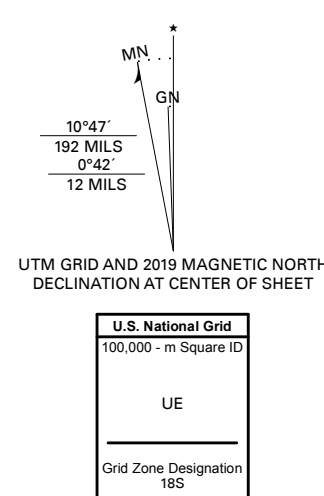 ★
MN
GN
10°47´
192 MILS
0°42´
12 MILS
UTM GRID AND 2019 MAGNETIC NORTH
DECLINATION AT CENTER OF SHEET
U.S. National Grid
100,000 - m Square ID
UE
Grid Zone Designation
18S